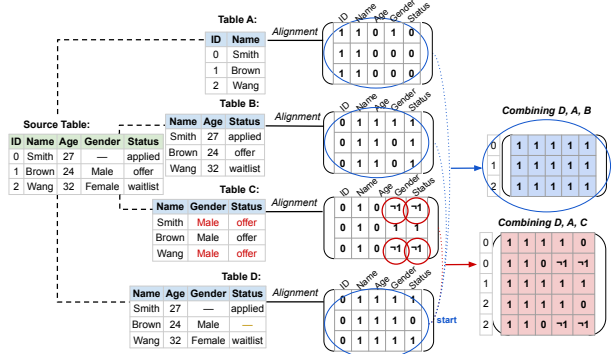 Table A:
ID Name
0 Smith
1 Brown
2 Wang
Alignment
ID Name Age Gender Status
1 1 0 1 0
1 1 0 0 0
1 1 0 0 0
Source Table:
ID Name Age Gender Status
0 Smith 27 — applied
1 Brown 24 Male offer
2 Wang 32 Female waitlist
Table B:
Name Age Status
Smith 27 applied
Brown 24 offer
Wang 32 waitlist
Alignment
ID Name Age Gender Status
0 1 1 1 1
0 1 1 0 1
0 1 1 0 1
Table C:
Name Gender Status
Smith Male offer
Brown Male offer
Wang Male offer
Alignment
ID Name Age Gender Status
0 1 0 ¬1 ¬1
0 1 0 1 1
0 1 0 ¬1 ¬1
Table D:
Name Age Gender Status
Smith 27 — applied
Brown 24 Male —
Wang 32 Female waitlist
Alignment
ID Name Age Gender Status
0 1 1 1 1
0 1 1 1 0
0 1 1 1 1
start
Combining D, A, B
0 1 1 1 1 1
1 1 1 1 1 1
2 1 1 1 1 1
Combining D, A, C
0 1 1 1 1 0
0 1 1 0 ¬1 ¬1
1 1 1 1 1 1
2 1 1 1 1 0
2 1 1 0 ¬1 ¬1